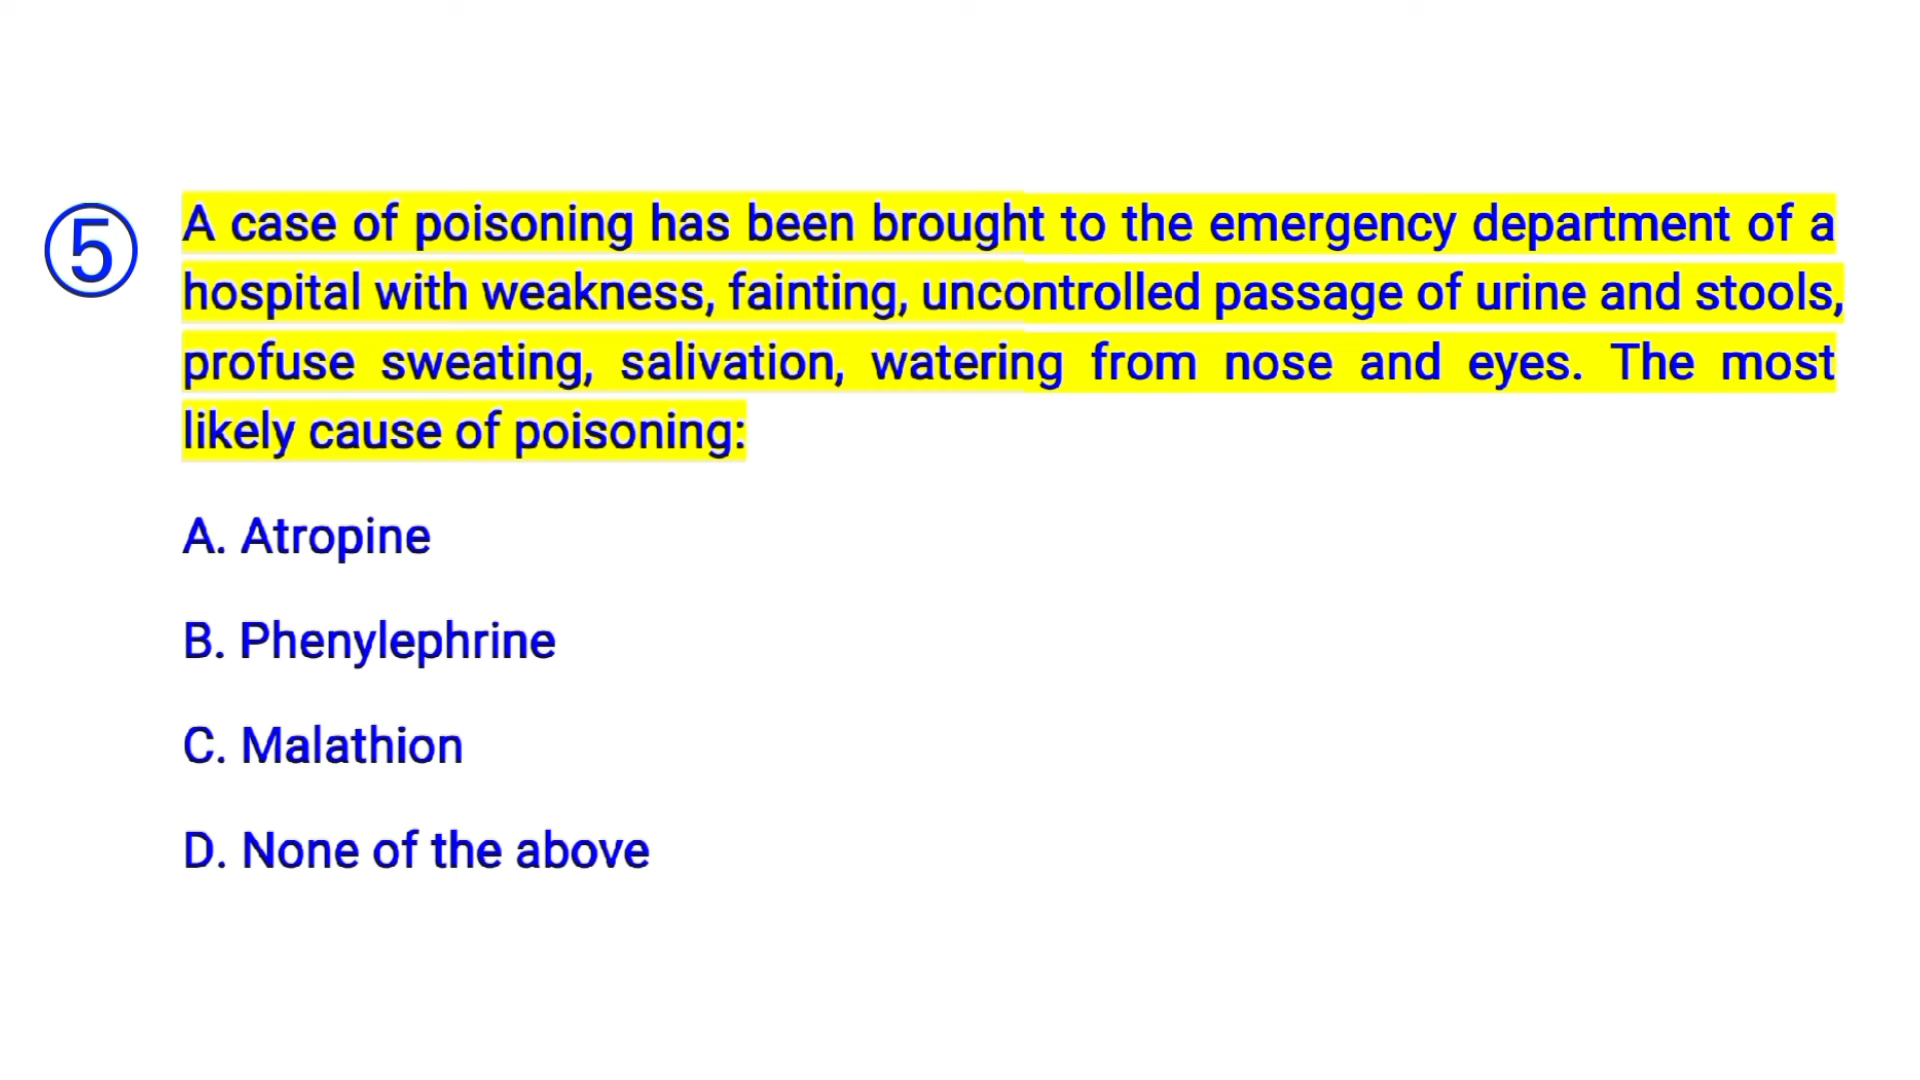 ⑤ A case of poisoning has been brought to the emergency department of a
hospital with weakness, fainting, uncontrolled passage of urine and stools,
profuse sweating, salivation, watering from nose and eyes. The most
likely cause of poisoning:
A. Atropine
B. Phenylephrine
C. Malathion
D. None of the above